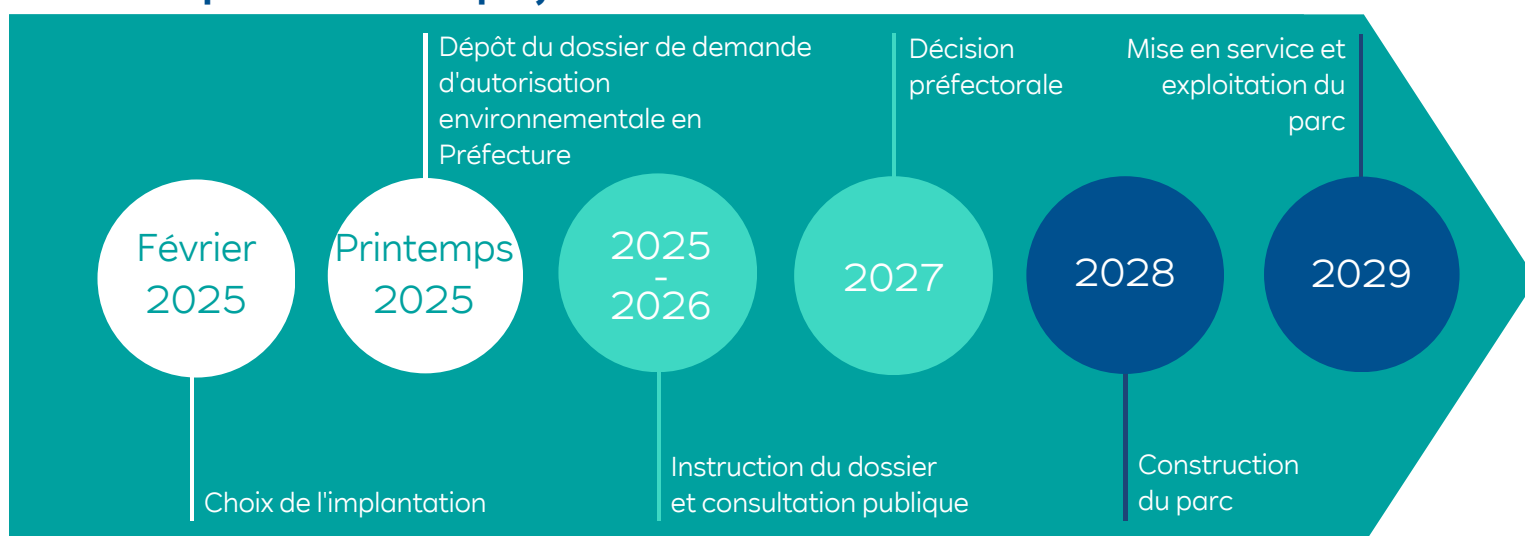 Dépôt du dossier de demande
d'autorisation
environnementale en
Préfecture
Décision
préfectorale
Mise en service et
exploitation du
parc
Février
2025
Printemps
2025
2025
-
2026
2027
2028
2029
Choix de l'implantation
Instruction du dossier
et consultation publique
Construction
du parc